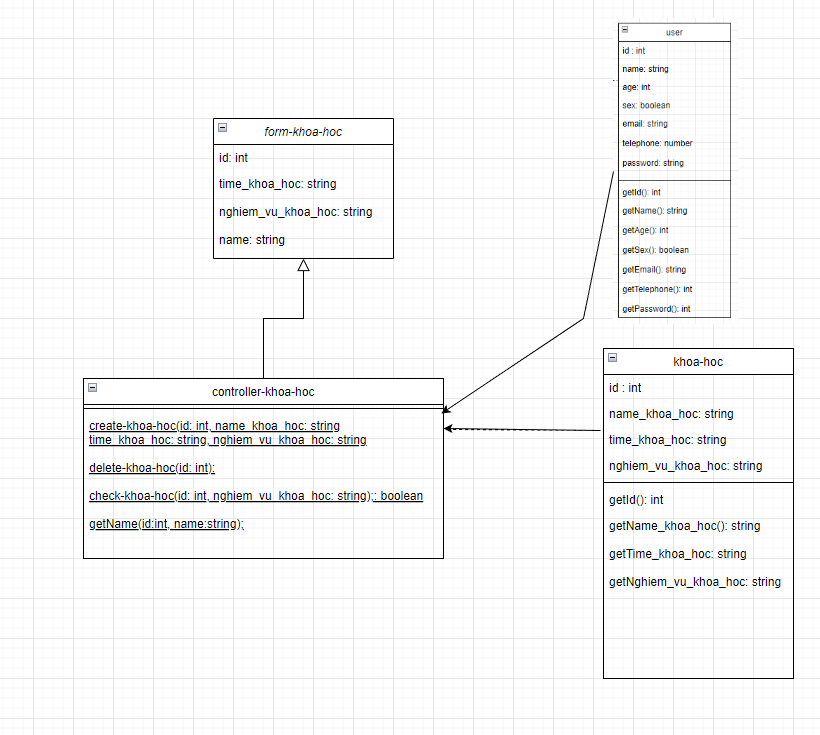 user
id : int
name: string
age: int
sex: boolean
email: string
telephone: number
password: string
getId(): int
getName(): string
getAge(): int
getSex(): boolean
getEmail(): string
getTelephone(): int
getPassword(): int
form-khoa-hoc
id: int
time_khoa_hoc: string
nghiem_vu_khoa_hoc: string
name: string
controller-khoa-hoc
create-khoa-hoc(id: int, name_khoa_hoc: string
time_khoa_hoc: string, nghiem_vu_khoa_hoc: string
delete-khoa-hoc(id: int);
check-khoa-hoc(id: int, nghiem_vu_khoa_hoc: string);: boolean
getName(id:int, name:string);
khoa-hoc
id : int
name_khoa_hoc: string
time_khoa_hoc: string
nghiem_vu_khoa_hoc: string
getId(): int
getName_khoa_hoc(): string
getTime_khoa_hoc: string
getNghiem_vu_khoa_hoc: string